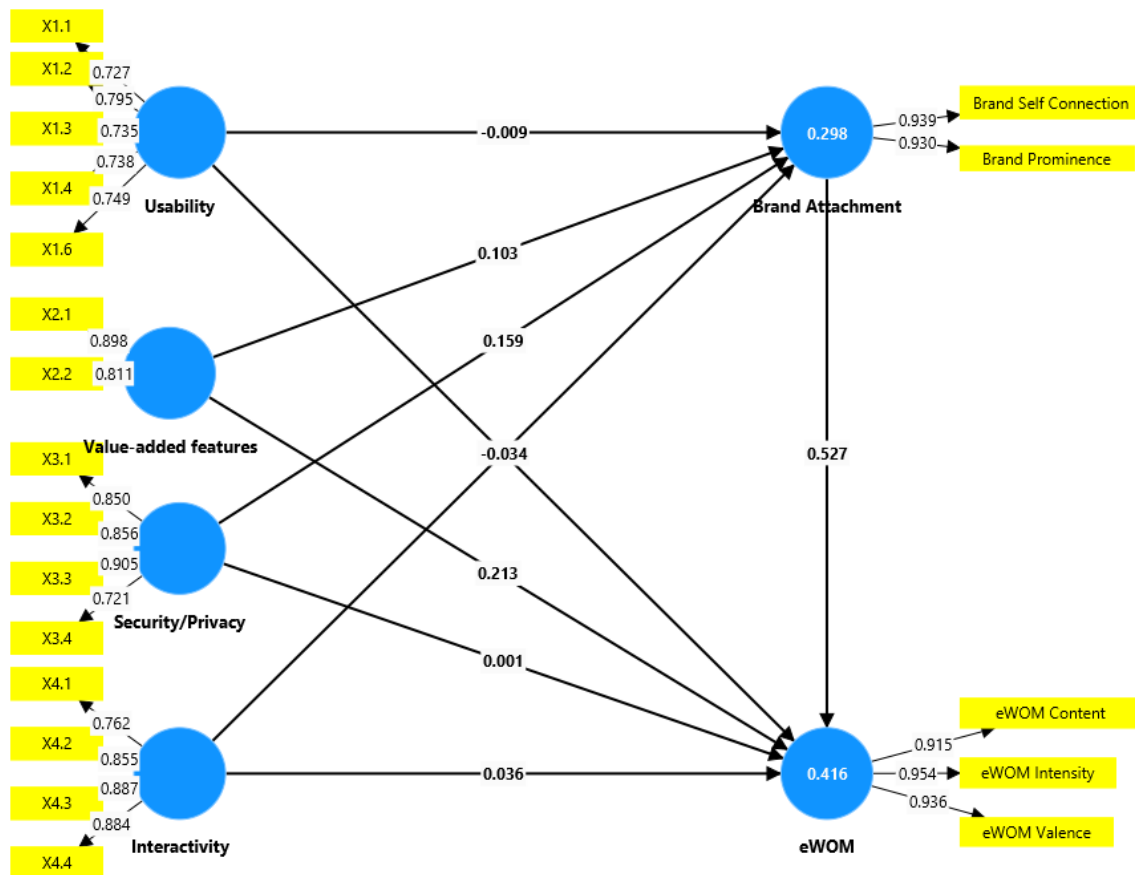 X1.1
X1.2
0.727
0.795
X1.3
0.735
0.738
X1.4
0.749
X1.6
Usability
-0.009
0.298
Brand Attachment
0.939
Brand Self Connection
0.930
Brand Prominence
X2.1
0.898
X2.2
0.811
Value-added features
0.103
0.159
-0.034
0.527
X3.1
0.850
X3.2
0.856
0.905
X3.3
0.721
X3.4
Security/Privacy
0.213
0.001
X4.1
0.762
X4.2
0.855
0.887
X4.3
0.884
X4.4
Interactivity
0.036
0.416
eWOM
0.915
eWOM Content
0.954
eWOM Intensity
0.936
eWOM Valence